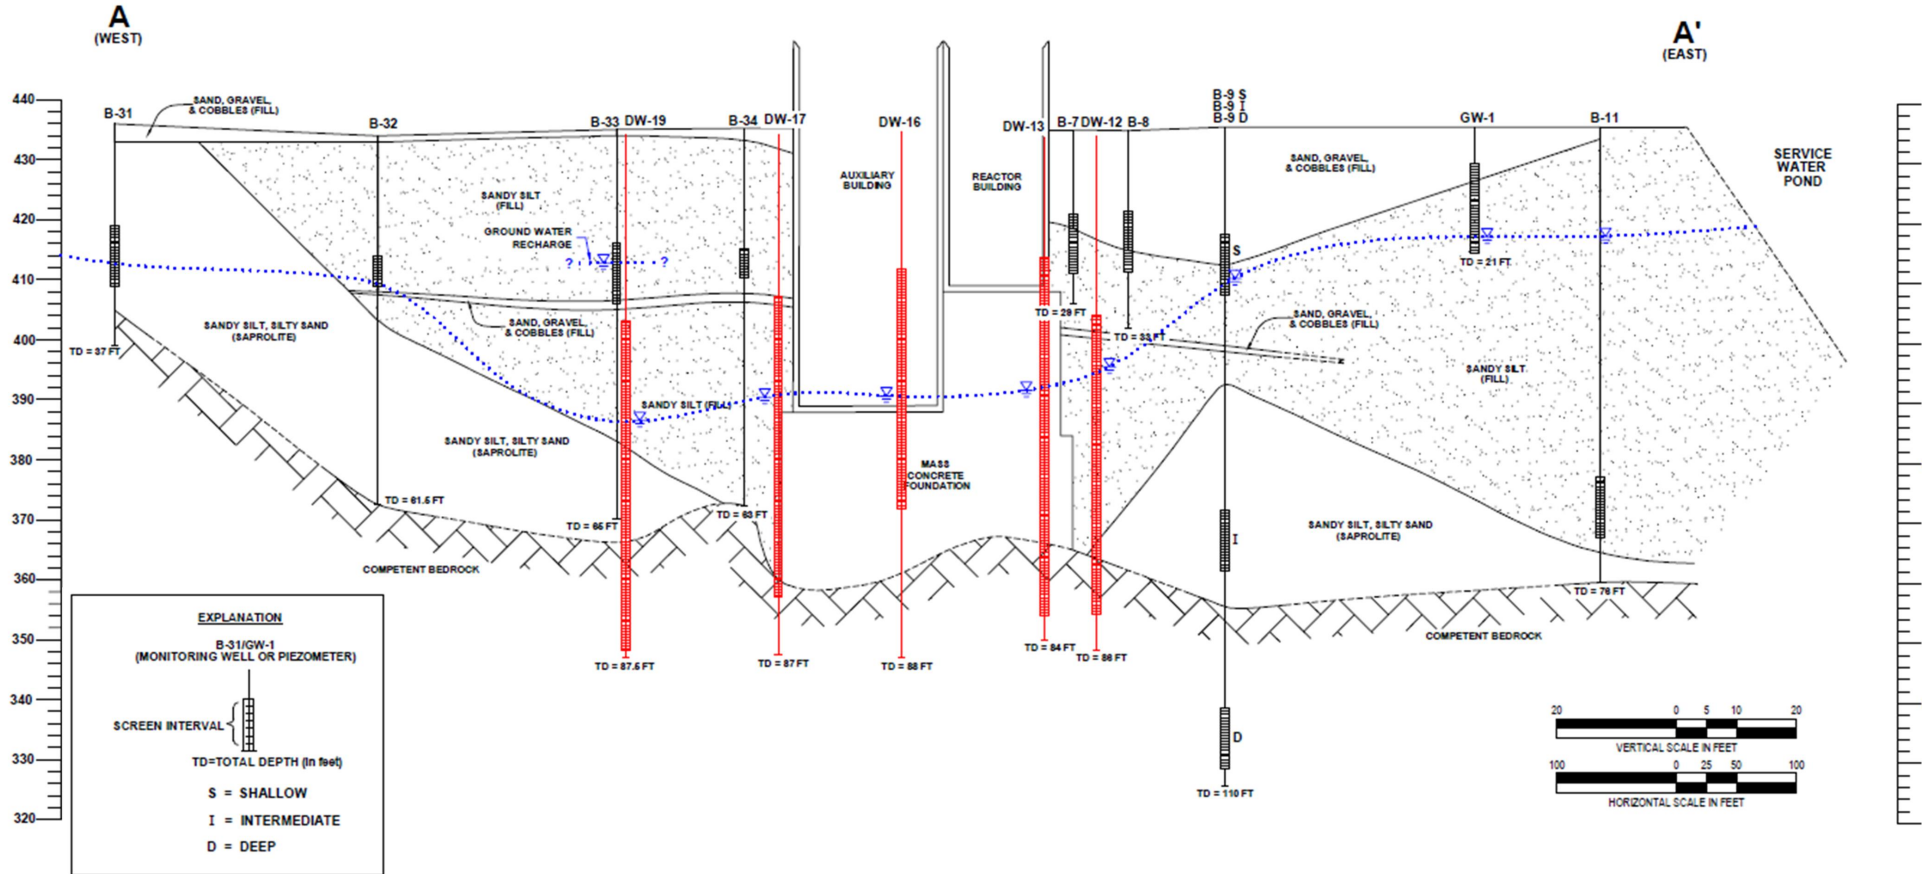 A
(WEST)
A'
(EAST)
440
430
420
410
400
390
380
370
360
350
340
330
320
B-31
SAND, GRAVEL,
& COBBLES (FILL)
B-32
B-33
DW-19
B-34
DW-17
DW-16
DW-13
B-7
DW-12
B-8
B-9 S
B-9 I
B-9 D
GW-1
B-11
SERVICE
WATER
POND
AUXILIARY
BUILDING
REACTOR
BUILDING
SAND, GRAVEL,
& COBBLES (FILL)
SANDY SILT
(FILL)
GROUND WATER
RECHARGE
?
?
S
TD = 21 FT
TD = 29 FT
TD = 33 FT
SAND, GRAVEL,
& COBBLES (FILL)
SAND, GRAVEL,
& COBBLES (FILL)
SANDY SILT, SILTY SAND
(SAPROLITE)
TD = 37 FT
SANDY SILT
(FILL)
SANDY SILT (FILL)
SANDY SILT, SILTY SAND
(SAPROLITE)
MASS
CONCRETE
FOUNDATION
TD = 61.5 FT
TD = 65 FT
TD = 63 FT
I
SANDY SILT, SILTY SAND
(SAPROLITE)
COMPETENT BEDROCK
TD = 76 FT
COMPETENT BEDROCK
TD = 87.5 FT
TD = 87 FT
TD = 88 FT
TD = 84 FT
TD = 86 FT
D
TD = 110 FT
EXPLANATION
B-31/GW-1
(MONITORING WELL OR PIEZOMETER)
SCREEN INTERVAL
TD=TOTAL DEPTH (In feet)
S = SHALLOW
I = INTERMEDIATE
D = DEEP
20 0 5 10 20
VERTICAL SCALE IN FEET
100 0 25 50 100
HORIZONTAL SCALE IN FEET